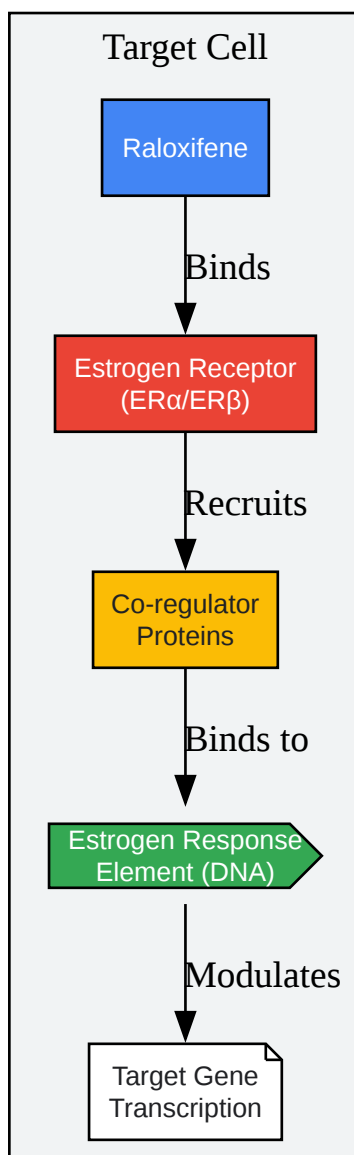 Target Cell
Raloxifene
Binds
Estrogen Receptor
(ERα/ERβ)
Recruits
Co-regulator
Proteins
Binds to
Estrogen Response
Element (DNA)
Modulates
Target Gene
Transcription